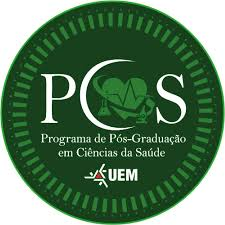 PCS
Programa de Pós-Graduação
em Ciências da Saúde
UEM